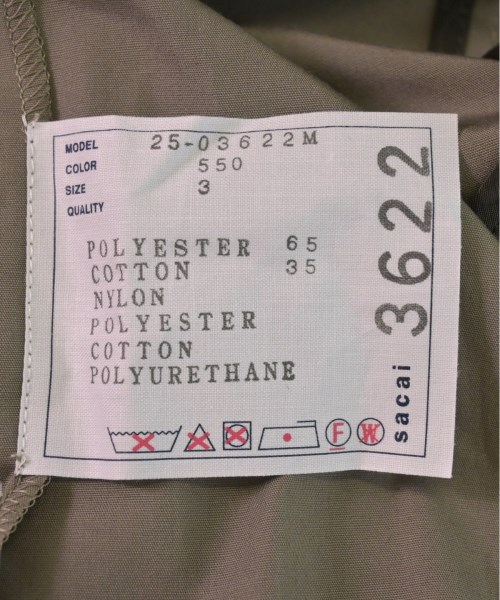 MODEL 25-03622M
COLOR 550
SIZE 3
QUALITY
POLYESTER 65
COTTON 35
NYLON
POLYESTER
COTTON
POLYURETHANE
F W
sacai 3622